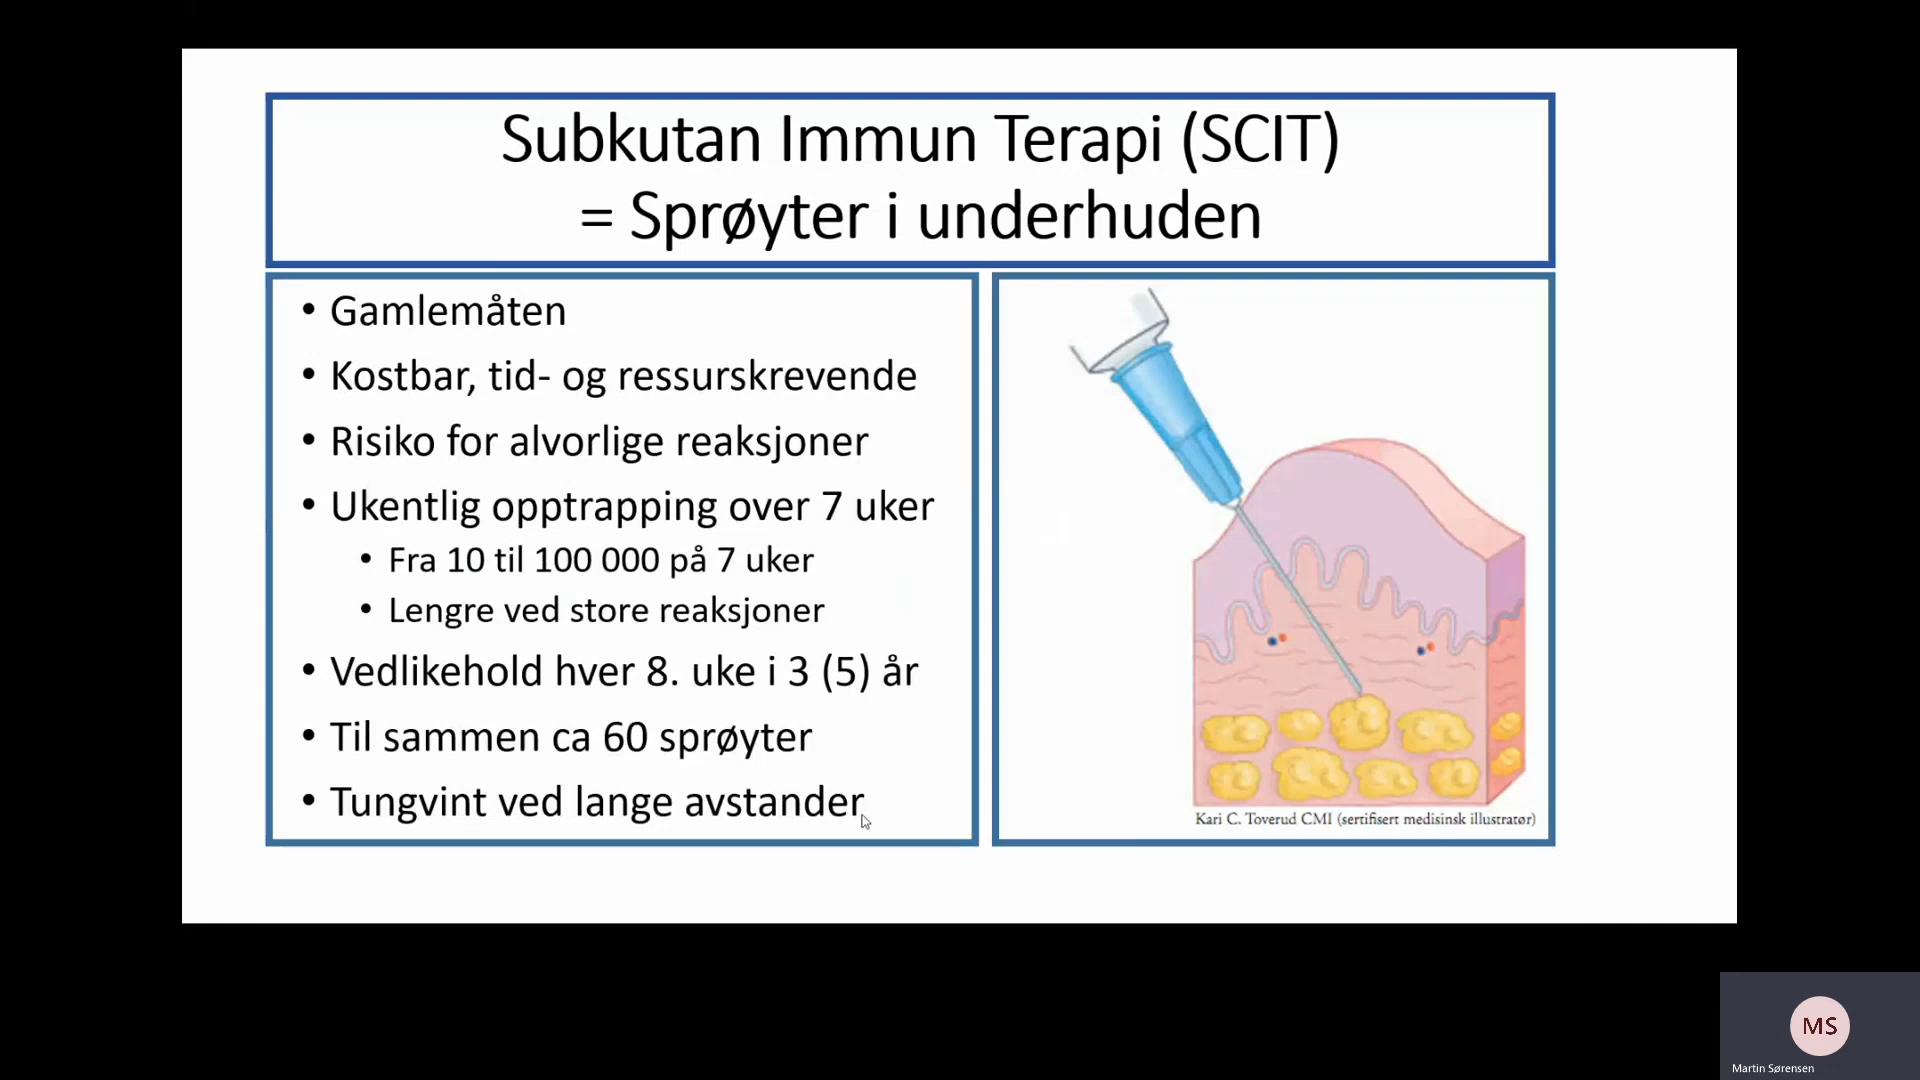 Subkutan Immun Terapi (SCIT)
= Sprøyter i underhuden
• Gamlemåten
• Kostbar, tid- og ressurskrevende
• Risiko for alvorlige reaksjoner
• Ukentlig opptrapping over 7 uker
• Fra 10 til 100 000 på 7 uker
• Lengre ved store reaksjoner
• Vedlikehold hver 8. uke i 3 (5) år
• Til sammen ca 60 sprøyter
• Tungvint ved lange avstander
Kari C. Toverud CMI (sertifisert medisinsk illustratør)
MS
Martin Sørensen